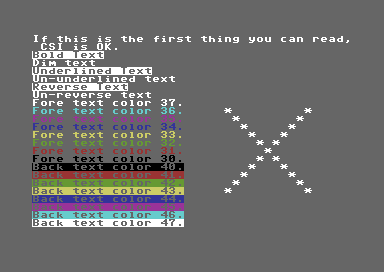 If this is the first thing you can read,
CSI is OK.
Bold Text
Dim text
Underlined Text
Un-underlined text
Reverse Text
Un-reverse text
Fore text color 37.
Fore text color 36.
Fore text color 35.
Fore text color 34.
Fore text color 33.
Fore text color 32.
Fore text color 31.
Fore text color 30.
Back text color 40.
Back text color 41.
Back text color 42.
Back text color 43.
Back text color 44.
Back text color 45.
Back text color 46.
Back text color 47.